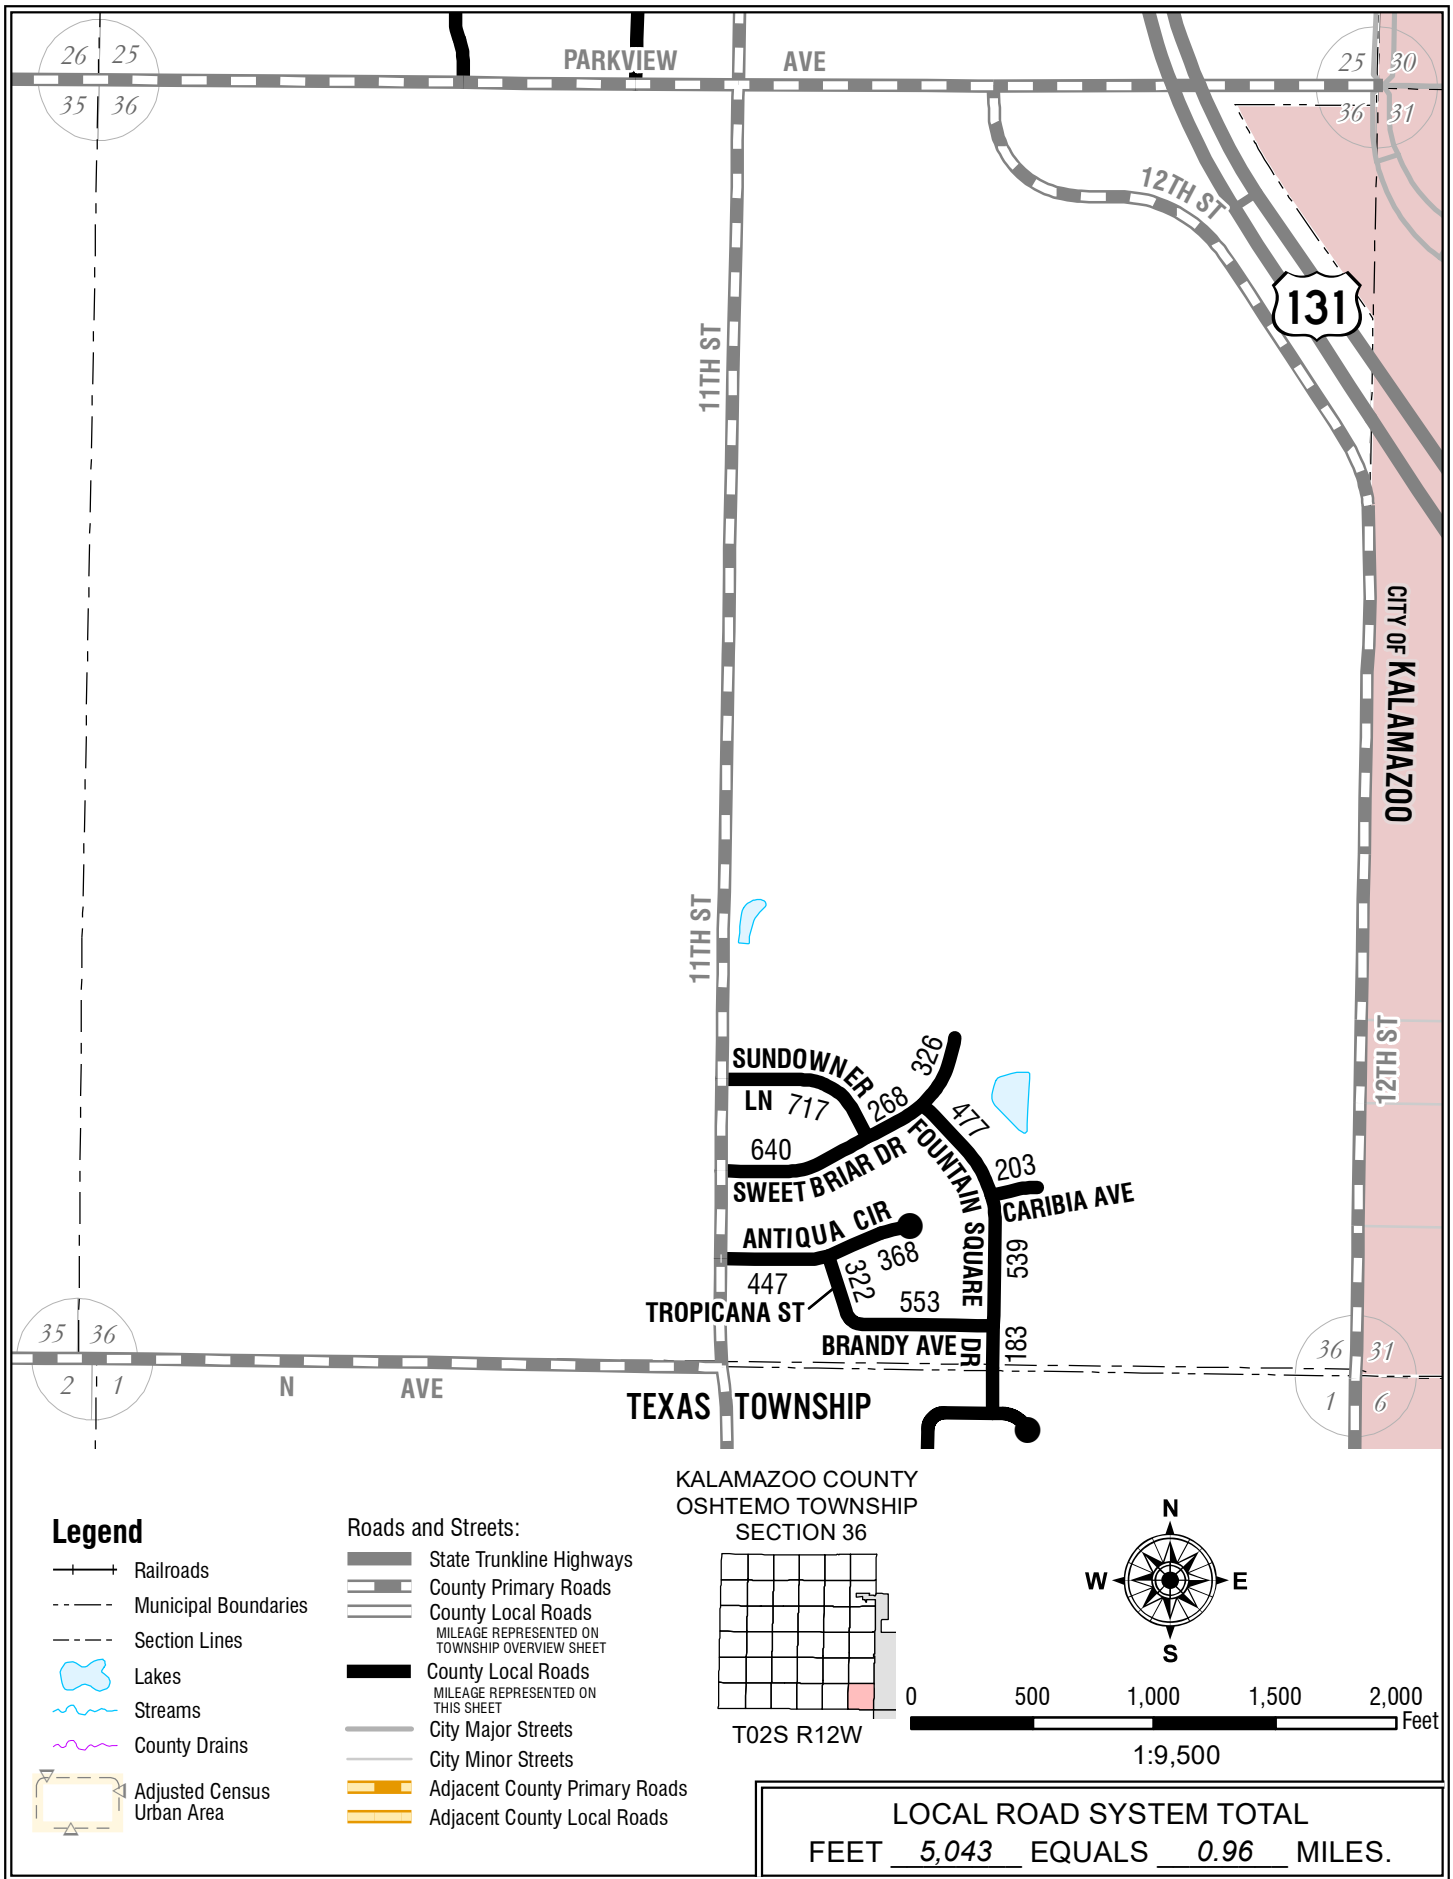 26 25
35 36
PARKVIEW AVE
25 30
36 31
12TH ST
131
11TH ST
CITY OF KALAMAZOO
11TH ST
12TH ST
SUNDOWNER
LN 717
268
326
477
640
SWEET BRIAR DR
FOUNTAIN SQUARE
DR
203
CARIBIA AVE
ANTIQUA CIR
368
447
322
539
TROPICANA ST
553
BRANDY AVE
183
35 36
2 1
N AVE
TEXAS TOWNSHIP
36 31
1 6
KALAMAZOO COUNTY
OSHTEMO TOWNSHIP
SECTION 36
T02S R12W
Legend
Railroads
Municipal Boundaries
Section Lines
Lakes
Streams
County Drains
Adjusted Census
Urban Area
Roads and Streets:
State Trunkline Highways
County Primary Roads
County Local Roads
MILEAGE REPRESENTED ON
TOWNSHIP OVERVIEW SHEET
County Local Roads
MILEAGE REPRESENTED ON
THIS SHEET
City Major Streets
City Minor Streets
Adjacent County Primary Roads
Adjacent County Local Roads
N
W E
S
0 500 1,000 1,500 2,000
Feet
1:9,500
LOCAL ROAD SYSTEM TOTAL
FEET 5,043 EQUALS 0.96 MILES.